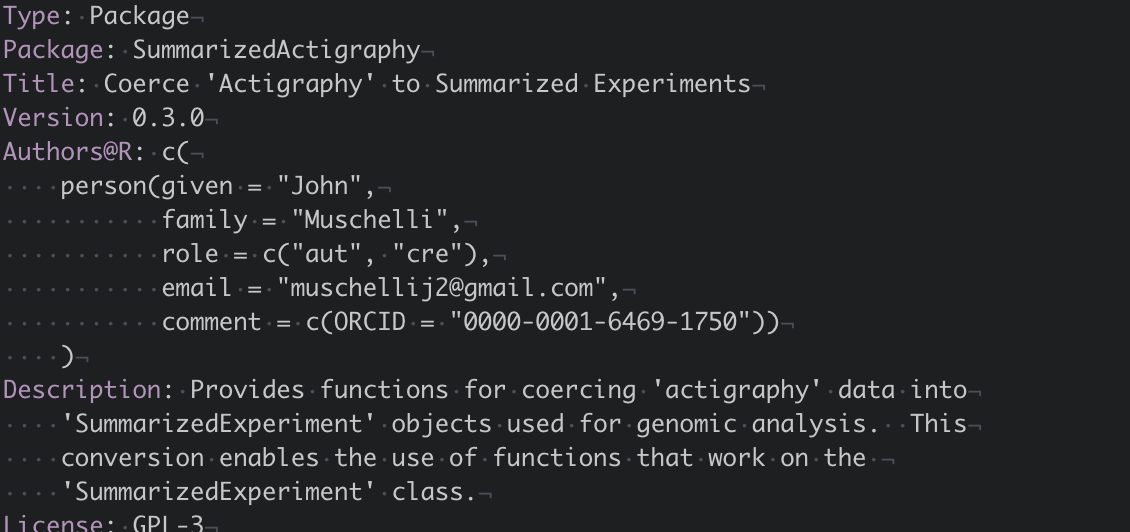 Type: Package
Package: SummarizedActigraphy
Title: Coerce 'Actigraphy' to Summarized Experiments
Version: 0.3.0
Authors@R: c(
    person(given = "John",
           family = "Muschelli",
           role = c("aut", "cre"),
           email = "muschellij2@gmail.com",
           comment = c(ORCID = "0000-0001-6469-1750"))
    )
Description: Provides functions for coercing 'actigraphy' data into
    'SummarizedExperiment' objects used for genomic analysis.  This
    conversion enables the use of functions that work on the 
    'SummarizedExperiment' class.
License: GPL-3